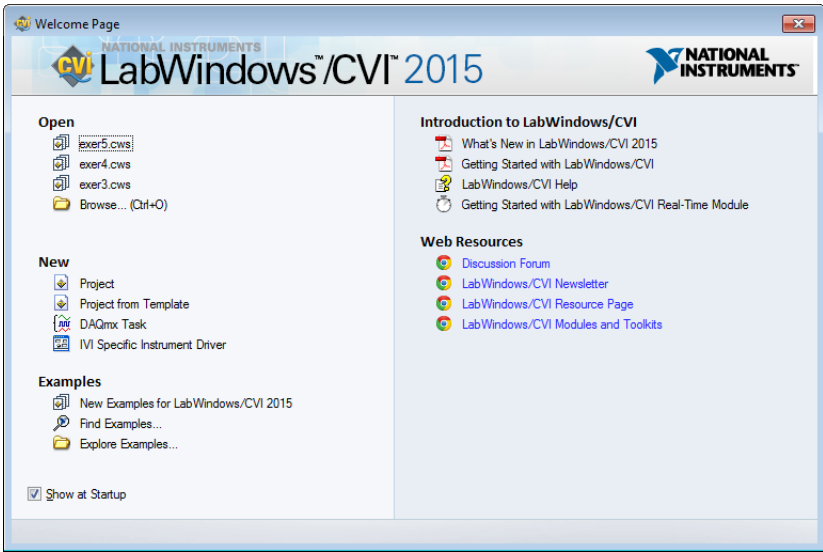 Welcome Page
NATIONAL INSTRUMENTS
CVI LabWindows™/CVI™ 2015
NATIONAL INSTRUMENTS™
Open
exer5.cws
exer4.cws
exer3.cws
Browse... (Ctrl+O)
New
Project
Project from Template
DAQmx Task
IVI Specific Instrument Driver
Examples
New Examples for LabWindows/CVI 2015
Find Examples...
Explore Examples...
Show at Startup
Introduction to LabWindows/CVI
What's New in LabWindows/CVI 2015
Getting Started with LabWindows/CVI
LabWindows/CVI Help
Getting Started with LabWindows/CVI Real-Time Module
Web Resources
Discussion Forum
LabWindows/CVI Newsletter
LabWindows/CVI Resource Page
LabWindows/CVI Modules and Toolkits